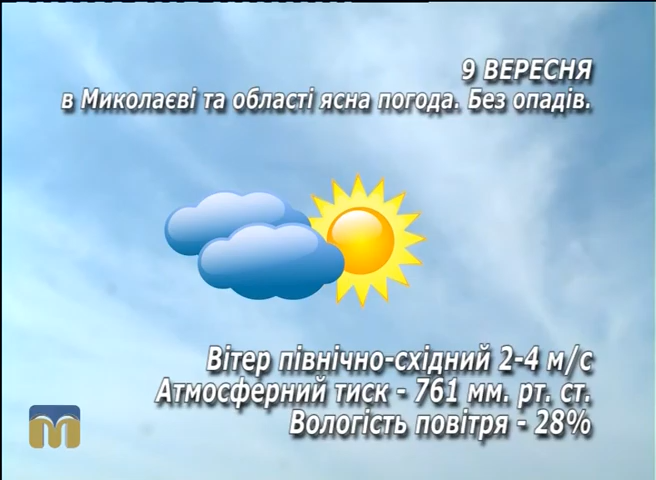 9 ВЕРЕСНЯ
в Миколаєві та області ясна погода. Без опадів.
Вітер північно-східний 2-4 м/с
Атмосферний тиск - 761 мм. рт. ст.
Вологість повітря - 28%